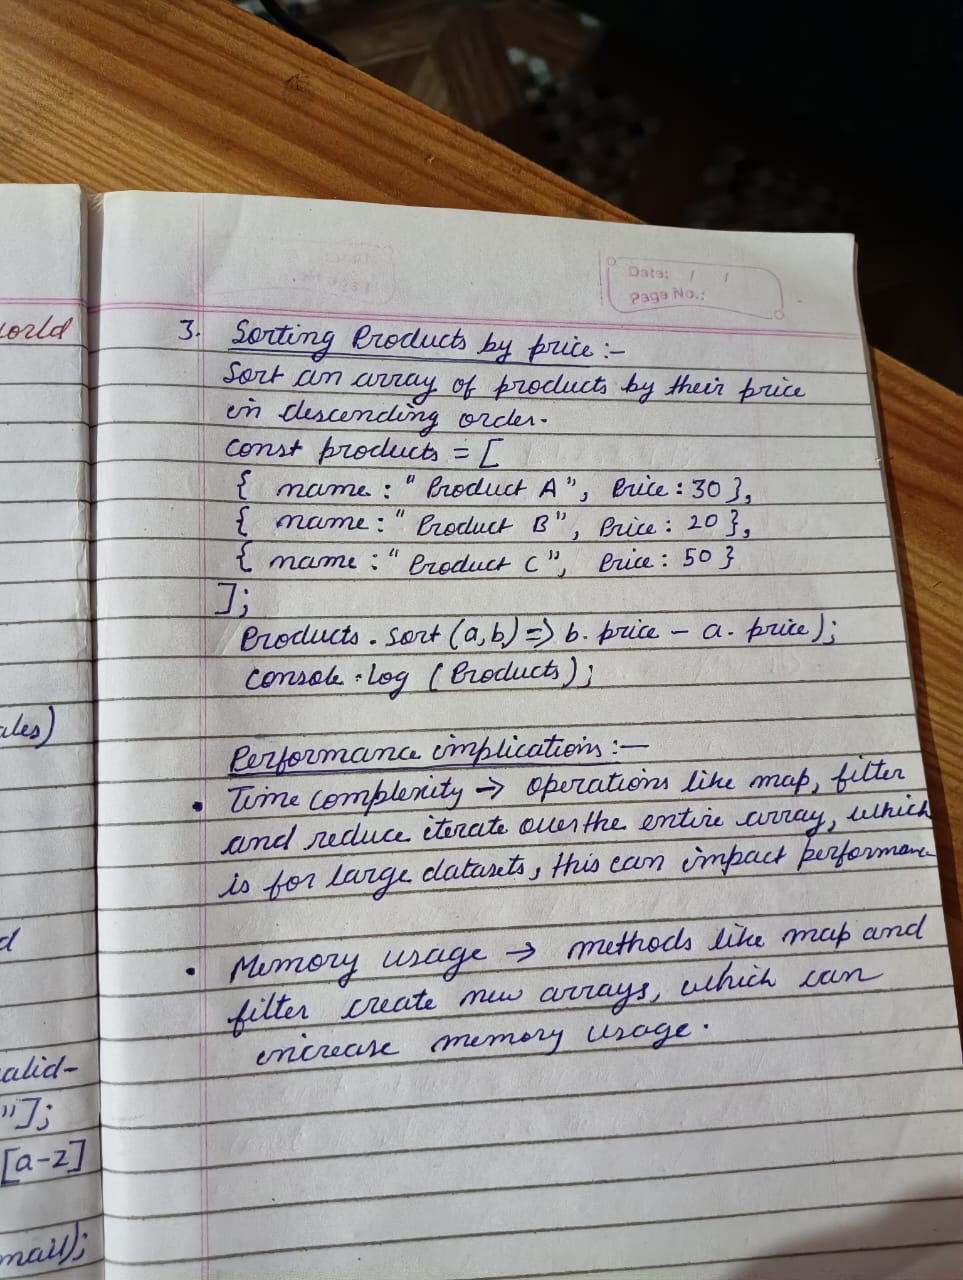 orld
ales)
d
alid-
"];
[a-z]
mail);
Date: / /
Page No.:
3. Sorting Products by price :-
Sort an array of products by their price
in descending order.
const products = [
{ name : "Product A", Price : 30 },
{ name : "Product B", Price : 20 },
{ name : "Product C", Price : 50 }
];
Products . sort (a,b) => b. price - a. price);
console.log (Products);
Performance implications :-
• Time complexity → operations like map, filter
and reduce iterate over the entire array, which
is for large datasets, this can impact performance
• Memory usage → methods like map and
filter create new arrays, which can
increase memory usage.